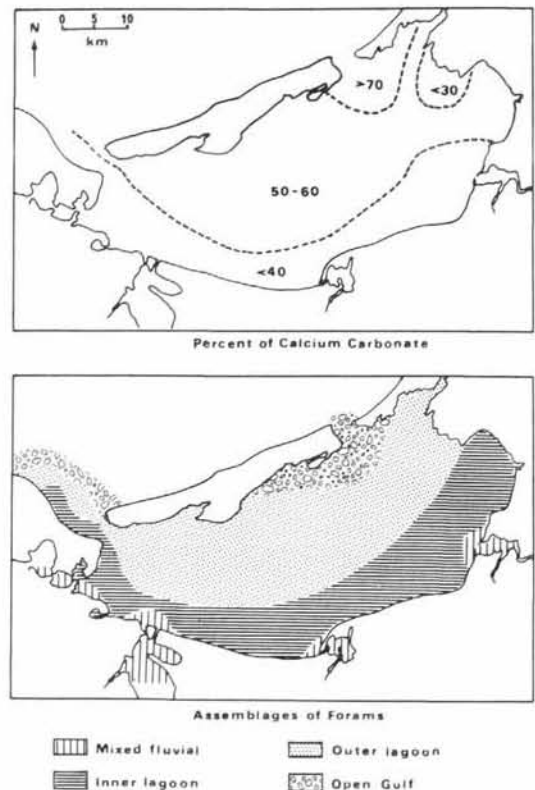 N 0 5 10
km
>70
<30
50-60
<40
Percent of Calcium Carbonate
Assemblages of Forams
Mixed fluvial
Outer lagoon
Inner lagoon
Open Gulf